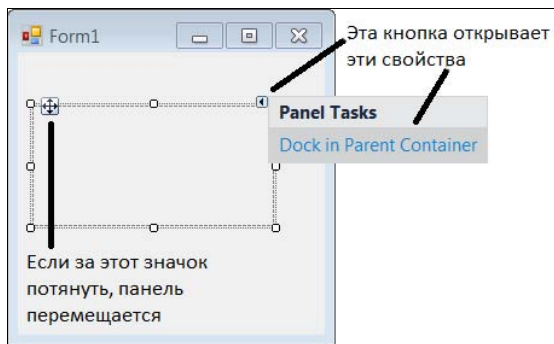 Form1
Эта кнопка открывает
эти свойства
Panel Tasks
Dock in Parent Container
Если за этот значок
потянуть, панель
перемещается